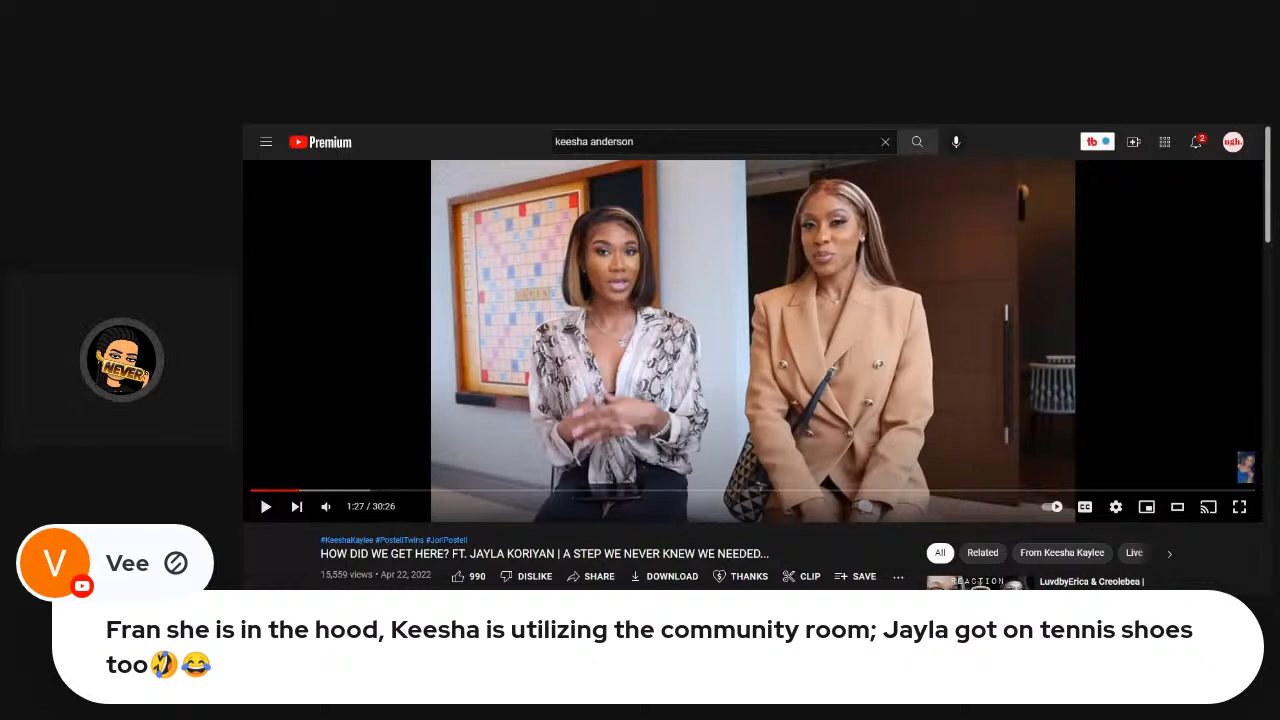 Premium
keesha anderson
tb
2
ugh.
NEVER
1:27 / 30:26
CC
#KeeshaKaylee #PostellTwins #JoriPostell
HOW DID WE GET HERE? FT. JAYLA KORIYAN | A STEP WE NEVER KNEW WE NEEDED...
15,559 views • Apr 22, 2022
990
DISLIKE
SHARE
DOWNLOAD
THANKS
CLIP
SAVE
All
Related
From Keesha Kaylee
Live
REACTION
LuvdbyErica & Creolebea |
V
Vee
Fran she is in the hood, Keesha is utilizing the community room; Jayla got on tennis shoes
too🤣😂